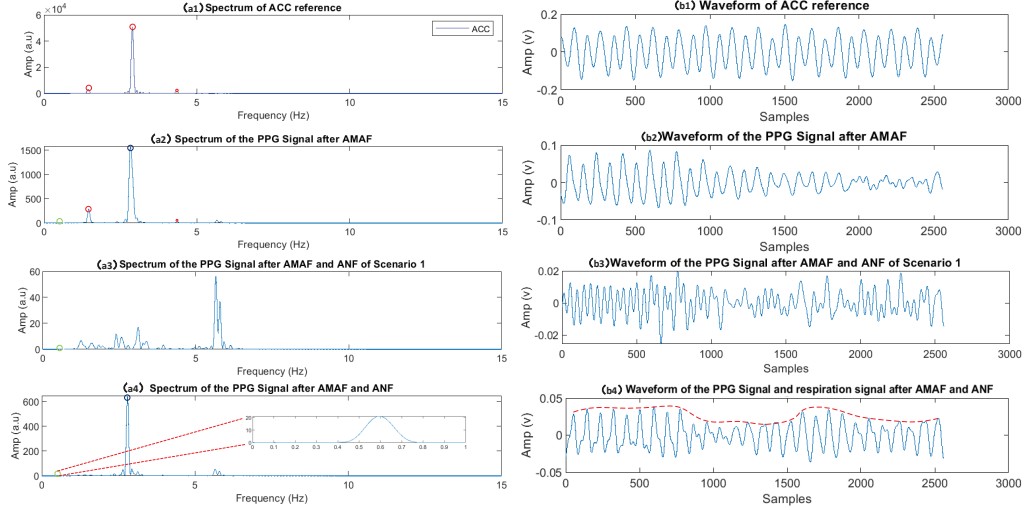 (a1) Spectrum of ACC reference
×10⁴
6
4
2
0
Amp (a.u)
ACC
0 5 10 15
Frequency (Hz)
(b1) Waveform of ACC reference
0.2
0
-0.2
Amp (v)
0 500 1000 1500 2000 2500 3000
Samples
(a2) Spectrum of the PPG Signal after AMAF
1500
1000
500
0
Amp (a.u)
0 5 10 15
Frequency (Hz)
(b2)Waveform of the PPG Signal after AMAF
0.1
0
-0.1
Amp (v)
0 500 1000 1500 2000 2500 3000
Samples
(a3)Spectrum of the PPG Signal after AMAF and ANF of Scenario 1
60
40
20
0
Amp (a.u)
0 5 10 15
Frequency (Hz)
(b3)Waveform of the PPG Signal after AMAF and ANF of Scenario 1
0.02
0
-0.02
Amp (v)
0 500 1000 1500 2000 2500 3000
Samples
(a4) Spectrum of the PPG Signal after AMAF and ANF
600
400
200
0
Amp (a.u)
20
10
0
0 0.1 0.2 0.3 0.4 0.5 0.6 0.7 0.8 0.9 1
0 5 10 15
Frequency (Hz)
(b4) Waveform of the PPG Signal and respiration signal after AMAF and ANF
0.05
0
-0.05
Amp (v)
0 500 1000 1500 2000 2500 3000
Samples